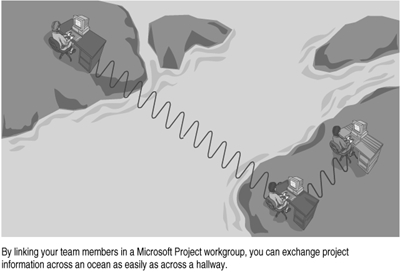 By linking your team members in a Microsoft Project workgroup, you can exchange project
information across an ocean as easily as across a hallway.